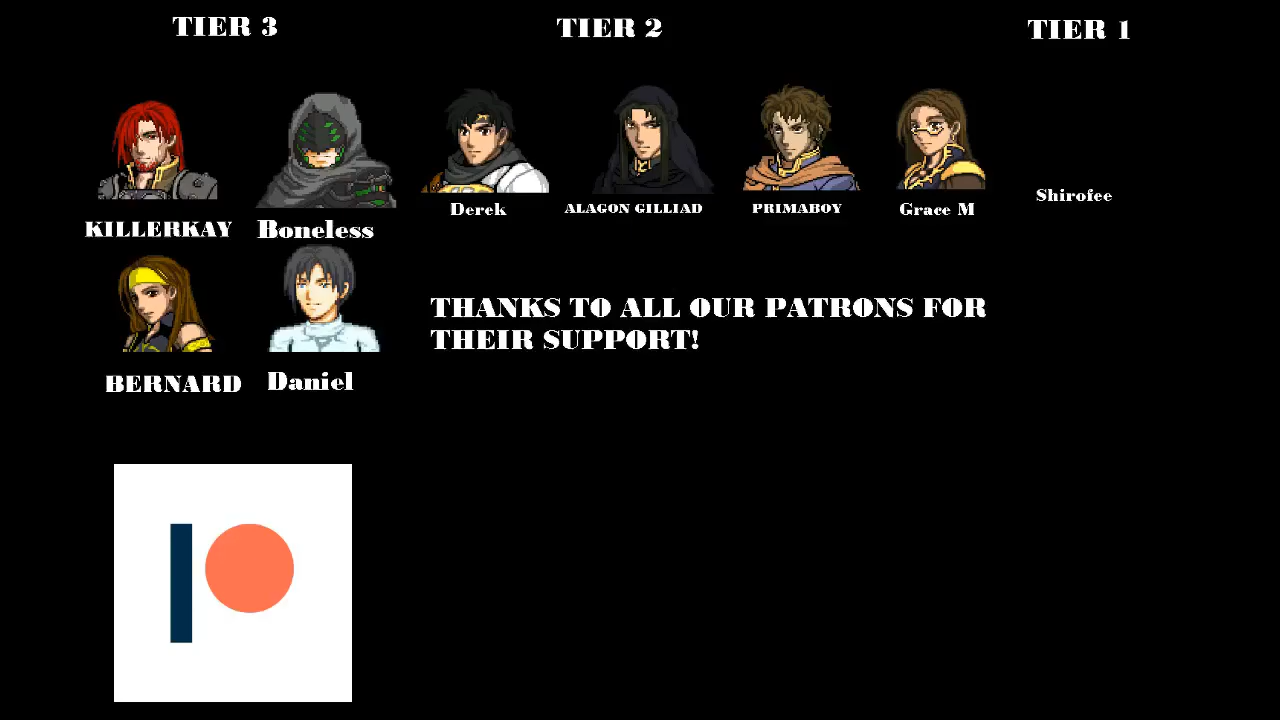 TIER 3
TIER 2
TIER 1
KILLERKAY
Boneless
Derek
ALAGON GILLIAD
PRIMABOY
Grace M
Shirofee
BERNARD
Daniel
THANKS TO ALL OUR PATRONS FOR
THEIR SUPPORT!